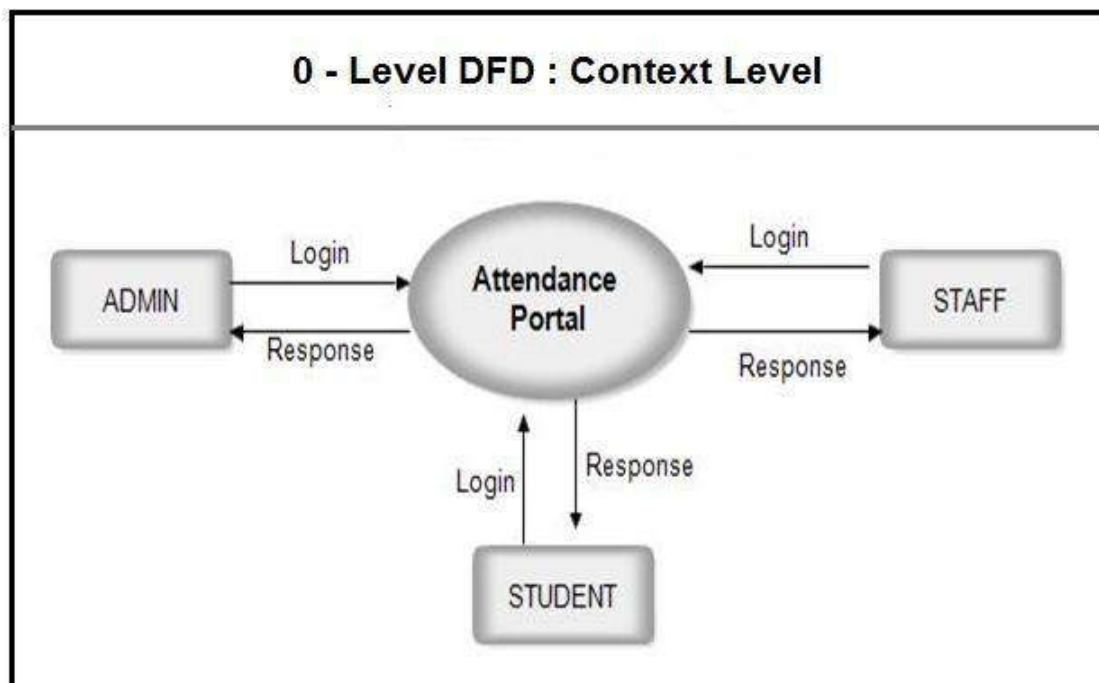 0 - Level DFD : Context Level
Login
Login
ADMIN
Attendance
Portal
STAFF
Response
Response
Login
Response
STUDENT